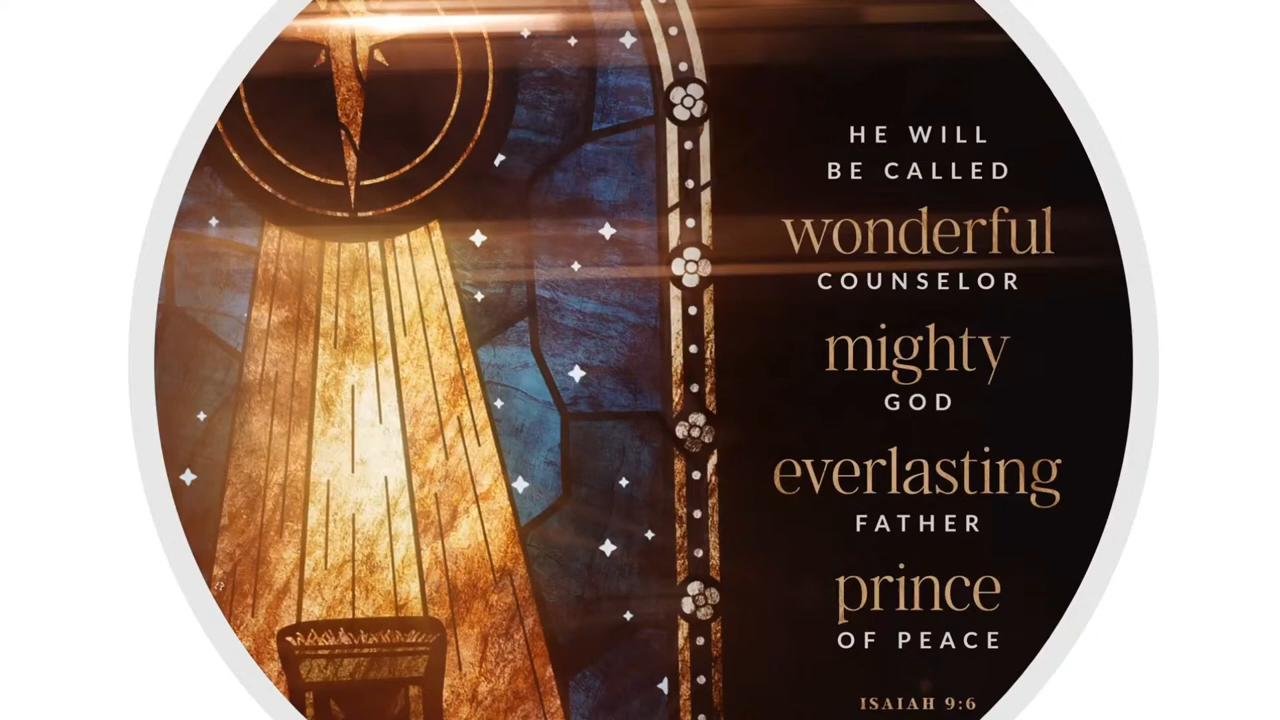 HE WILL
BE CALLED
wonderful
COUNSELOR
mighty
GOD
everlasting
FATHER
prince
OF PEACE
ISAIAH 9:6